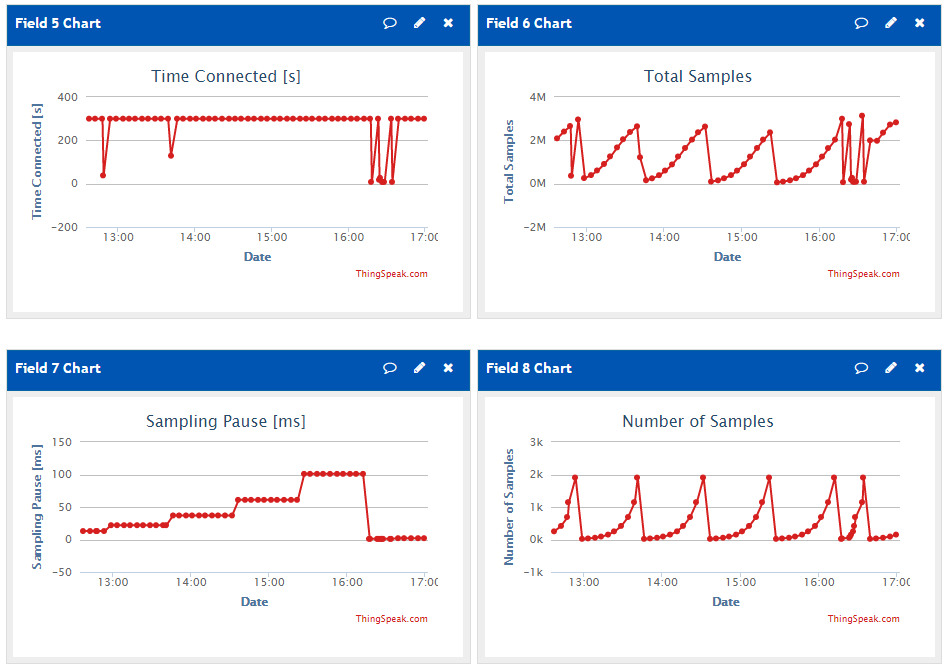 Field 5 Chart
Time Connected [s]
Time Connected [s]
400
200
0
−200
13:00 14:00 15:00 16:00 17:00
Date
ThingSpeak.com
Field 6 Chart
Total Samples
Total Samples
4M
2M
0M
−2M
13:00 14:00 15:00 16:00 17:00
Date
ThingSpeak.com
Field 7 Chart
Sampling Pause [ms]
Sampling Pause [ms]
150
100
50
0
−50
13:00 14:00 15:00 16:00 17:00
Date
ThingSpeak.com
Field 8 Chart
Number of Samples
Number of Samples
3k
2k
1k
0k
−1k
13:00 14:00 15:00 16:00 17:00
Date
ThingSpeak.com